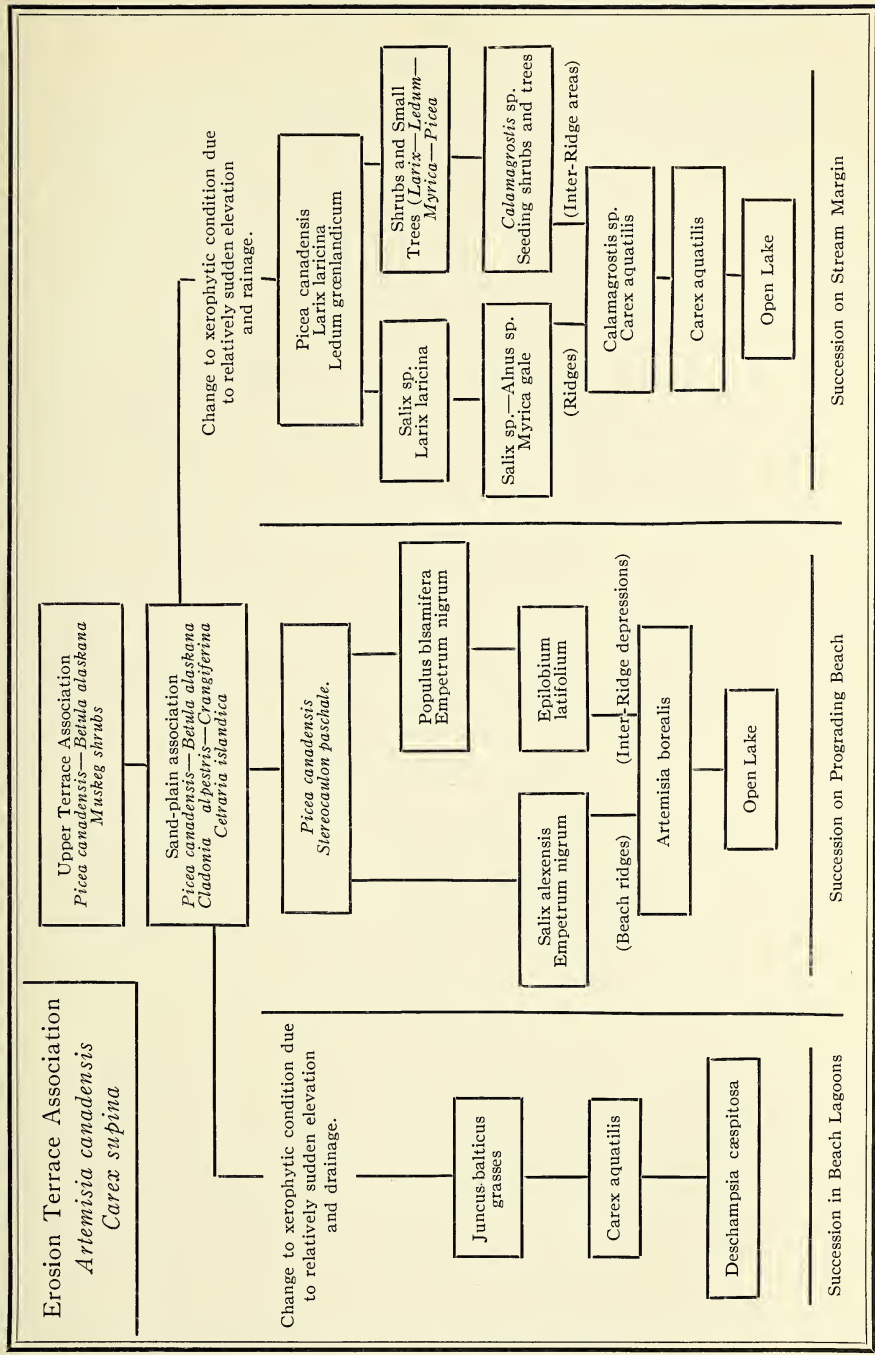 Erosion Terrace Association
Artemisia canadensis
Carex supina
Upper Terrace Association
Picea canadensis—Betula alaskana
Muskeg shrubs
Sand-plain association
Picea canadensis—Betula alaskana
Cladonia alpestris—Crangiferina
Cetraria islandica
Change to xerophytic condition due
to relatively sudden elevation
and drainage.
Juncus balticus
grasses
Carex aquatilis
Deschampsia cæspitosa
Succession in Beach Lagoons
Picea canadensis
Stereocaulon paschale.
Populus blsamifera
Empetrum nigrum
Salix alexensis
Empetrum nigrum
Epilobium
latifolium
(Beach ridges)
(Inter-Ridge depressions)
Artemisia borealis
Open Lake
Succession on Prograding Beach
Change to xerophytic condition due
to relatively sudden elevation
and rainage.
Picea canadensis
Larix laricina
Ledum grœnlandicum
Salix sp.
Larix laricina
Shrubs and Small
Trees (Larix—Ledum—
Myrica—Picea
Salix sp.—Alnus sp.
Myrica gale
Calamagrostis sp.
Seeding shrubs and trees
(Ridges)
(Inter-Ridge areas)
Calamagrostis sp.
Carex aquatilis
Carex aquatilis
Open Lake
Succession on Stream Margin